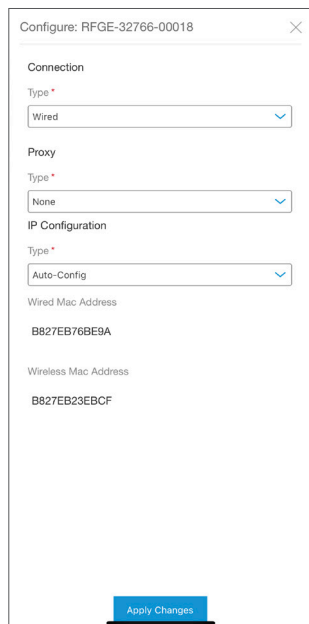 Configure: RFGE-32766-00018
Connection
Type *
Wired
Proxy
Type *
None
IP Configuration
Type *
Auto-Config
Wired Mac Address
B827EB76BE9A
Wireless Mac Address
B827EB23EBCF
Apply Changes